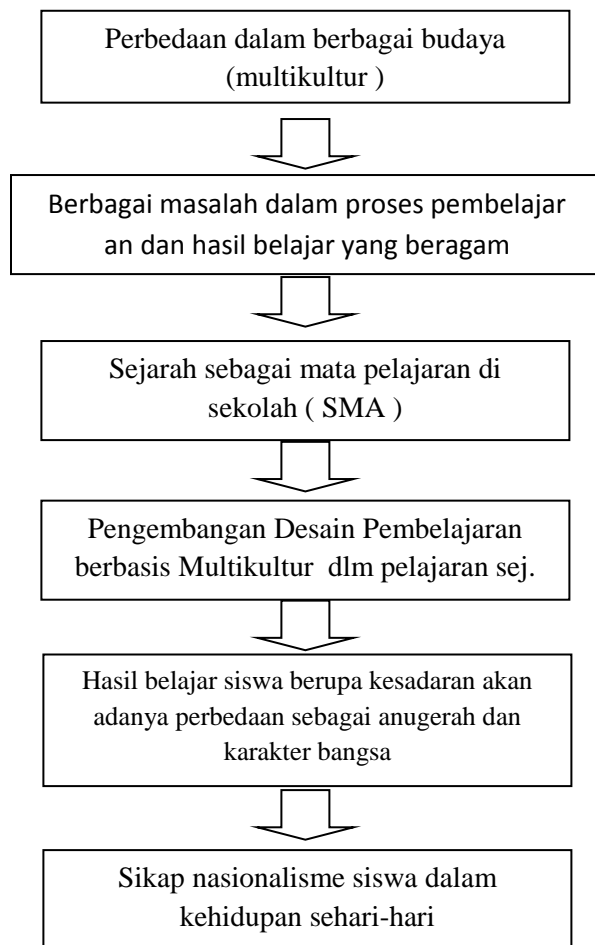 Perbedaan dalam berbagai budaya
(multikultur )
Berbagai masalah dalam proses pembelajar
an dan hasil belajar yang beragam
Sejarah sebagai mata pelajaran di
sekolah ( SMA )
Pengembangan Desain Pembelajaran
berbasis Multikultur dlm pelajaran sej.
Hasil belajar siswa berupa kesadaran akan
adanya perbedaan sebagai anugerah dan
karakter bangsa
Sikap nasionalisme siswa dalam
kehidupan sehari-hari